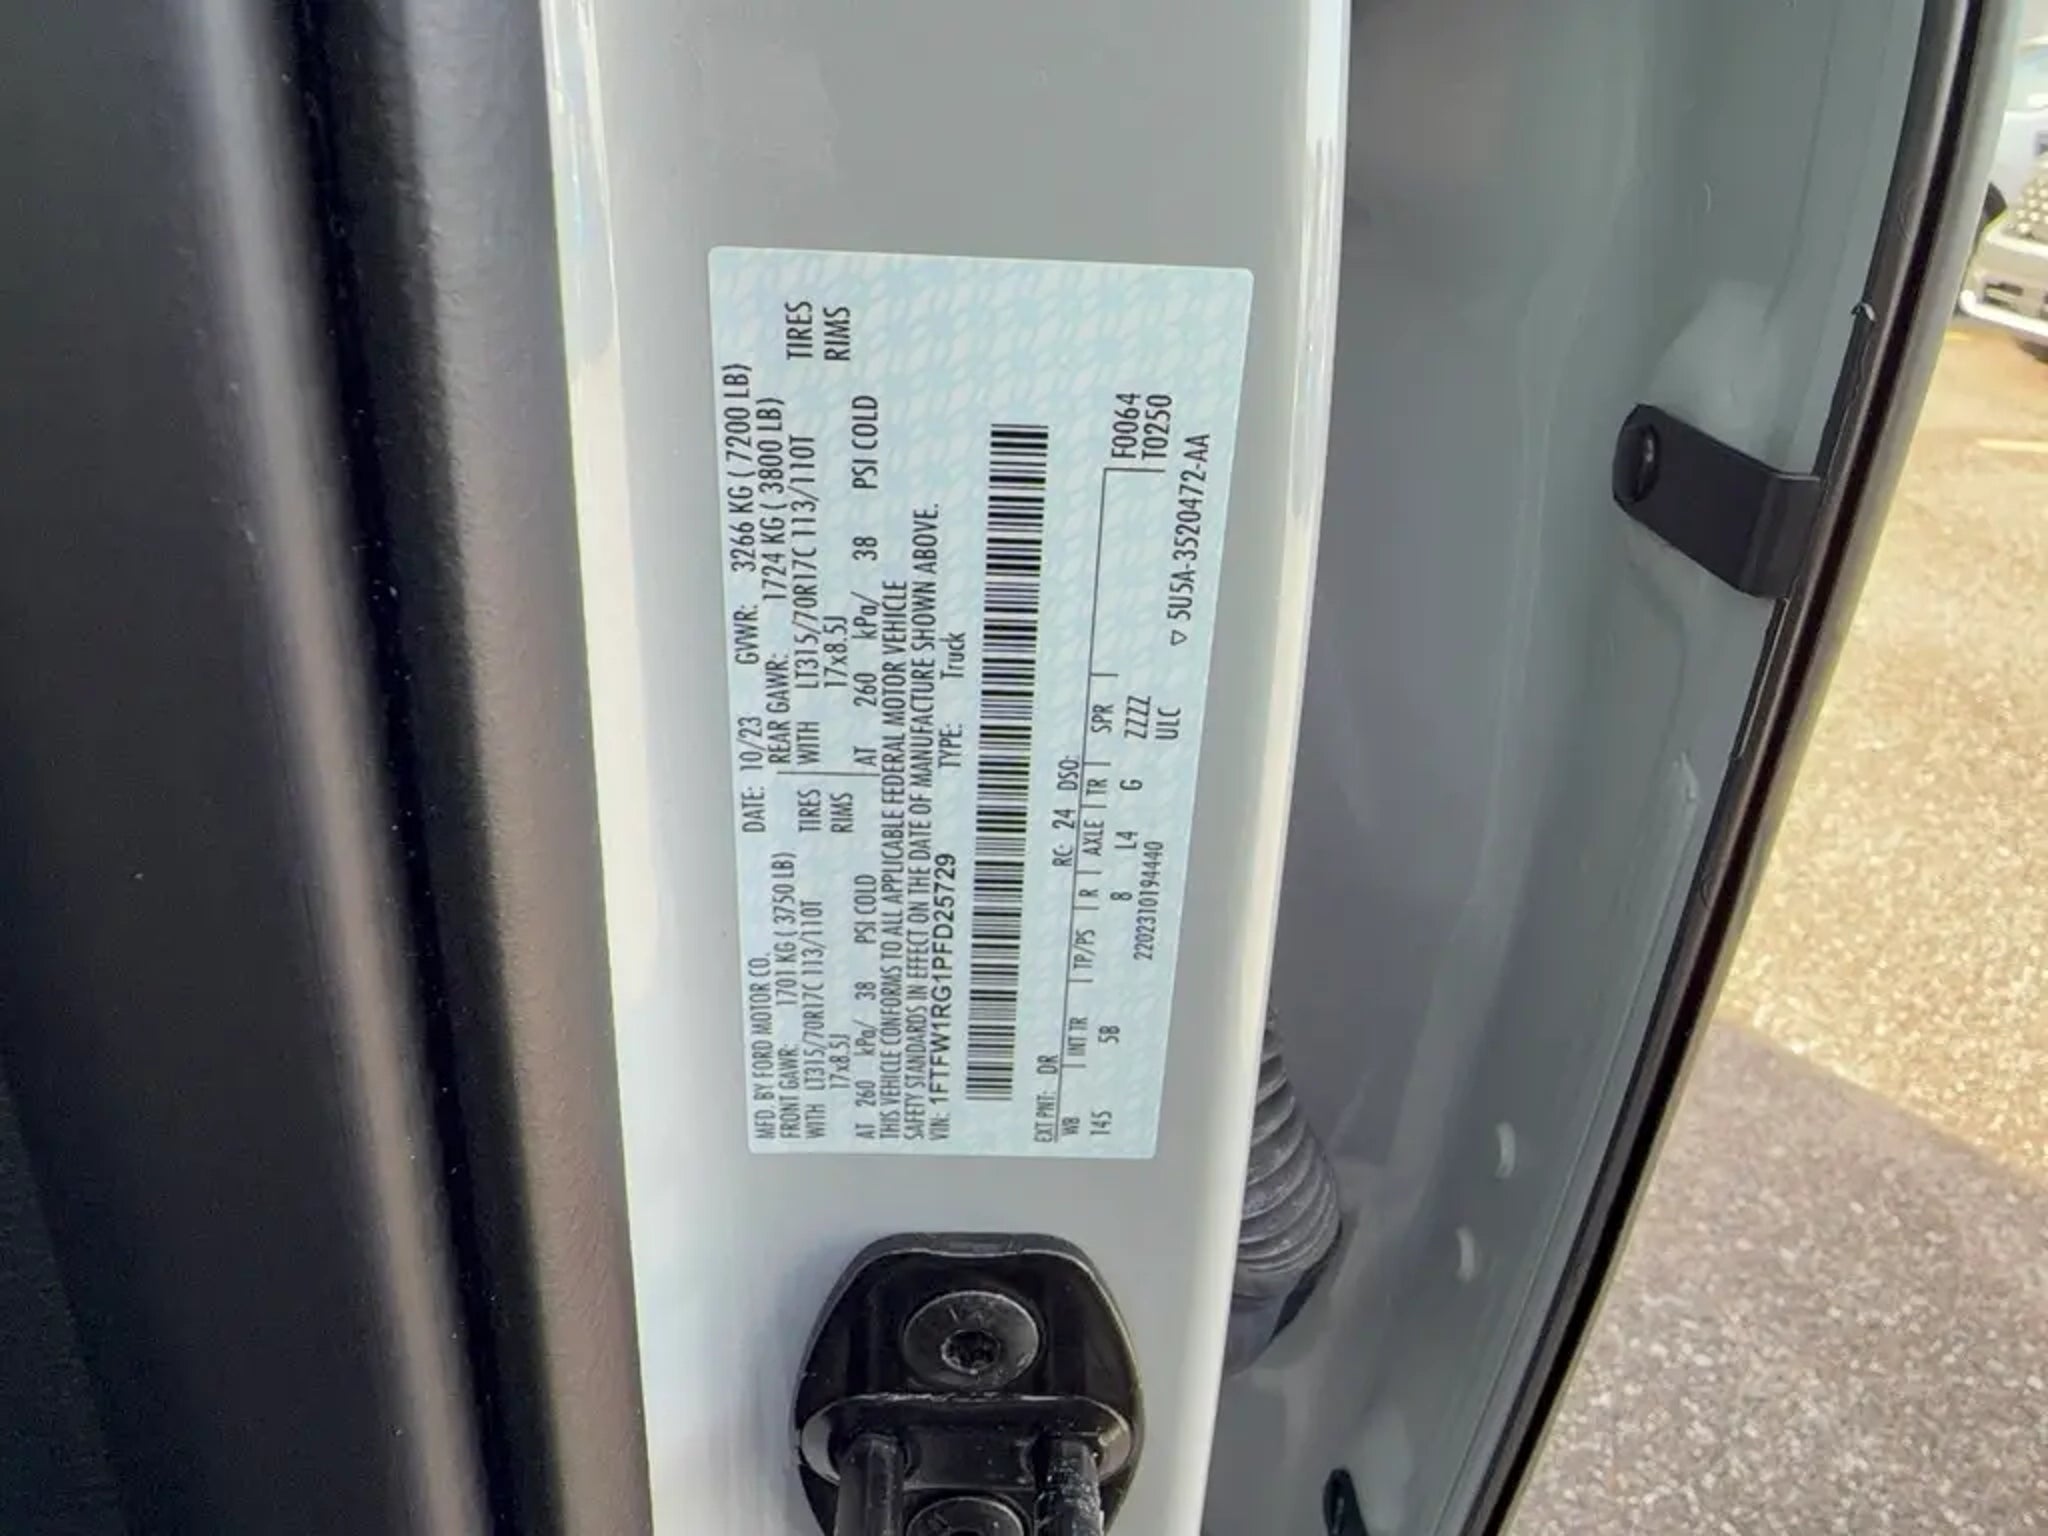 MFD. BY FORD MOTOR CO. DATE: 10/23 GVWR: 3266 KG ( 7200 LB)
FRONT GAWR: 1701 KG ( 3750 LB) REAR GAWR: 1724 KG ( 3800 LB)
WITH LT315/70R17C 113/110T TIRES WITH LT315/70R17C 113/110T TIRES
17x8.5J RIMS 17x8.5J RIMS
AT 260 kPa/ 38 PSI COLD AT 260 kPa/ 38 PSI COLD
THIS VEHICLE CONFORMS TO ALL APPLICABLE FEDERAL MOTOR VEHICLE
SAFETY STANDARDS IN EFFECT ON THE DATE OF MANUFACTURE SHOWN ABOVE.
VIN: 1FTFW1RG1PFD25729 TYPE: Truck
EXT PNT: DR RC: 24 DSO: F0064
WB INT TR TP/PS R AXLE TR SPR T0250
145 5B 8 L4 G ZZZZ
2202310194440 ULC
▽ 5U5A-3520472-AA